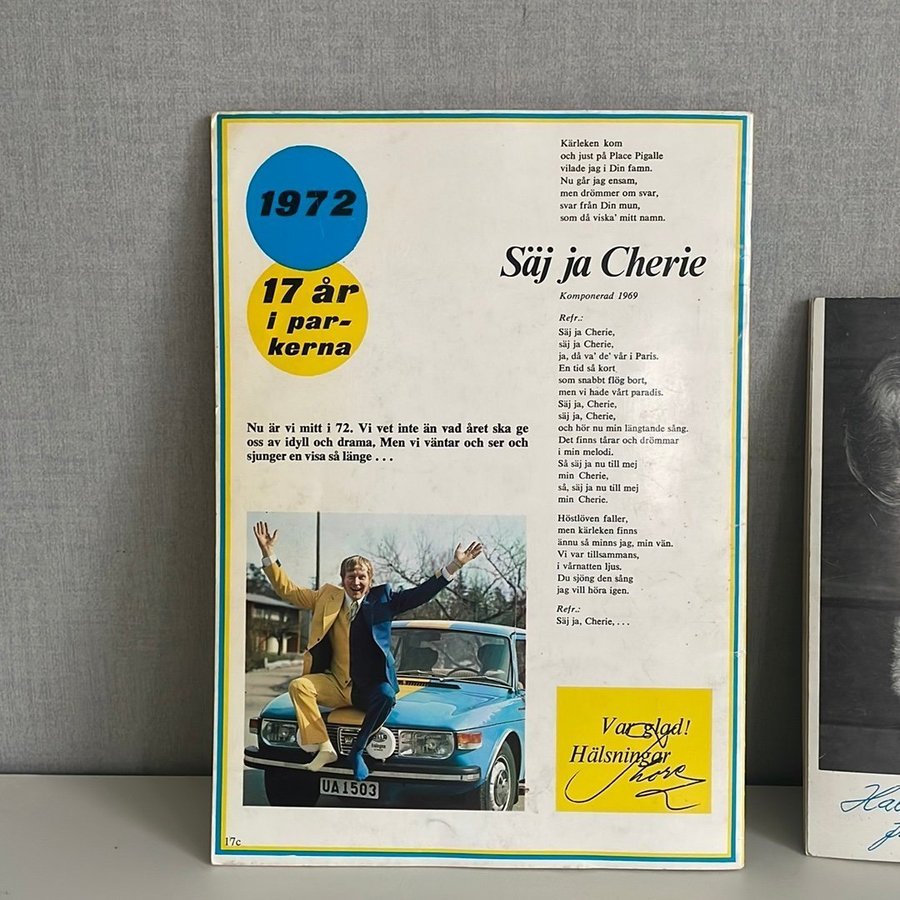 1972
17 år
i par-
kerna
Nu är vi mitt i 72. Vi vet inte än vad året ska ge
oss av idyll och drama. Men vi väntar och ser och
sjunger en visa så länge . . .
UA 1503
17c
Kärleken kom
och just på Place Pigalle
vilade jag i Din famn.
Nu går jag ensam,
men drömmer om svar,
svar från Din mun,
som då viska' mitt namn.
Säj ja Cherie
Komponerad 1969
Refr.:
Säj ja Cherie,
säj ja Cherie,
ja, då va' de' vår i Paris.
En tid så kort
som snabbt flög bort,
men vi hade vårt paradis.
Säj ja, Cherie,
säj ja, Cherie,
och hör nu min längtande sång.
Det finns tårar och drömmar
i min melodi.
Så säj ja nu till mej
min Cherie,
så, säj ja nu till mej
min Cherie.
Höstlöven faller,
men kärleken finns
ännu så minns jag, min vän.
Vi var tillsammans,
i vårnatten ljus.
Du sjöng den sång
jag vill höra igen.
Refr.:
Säj ja, Cherie, . . .
Var glad!
Hälsningar
Thore